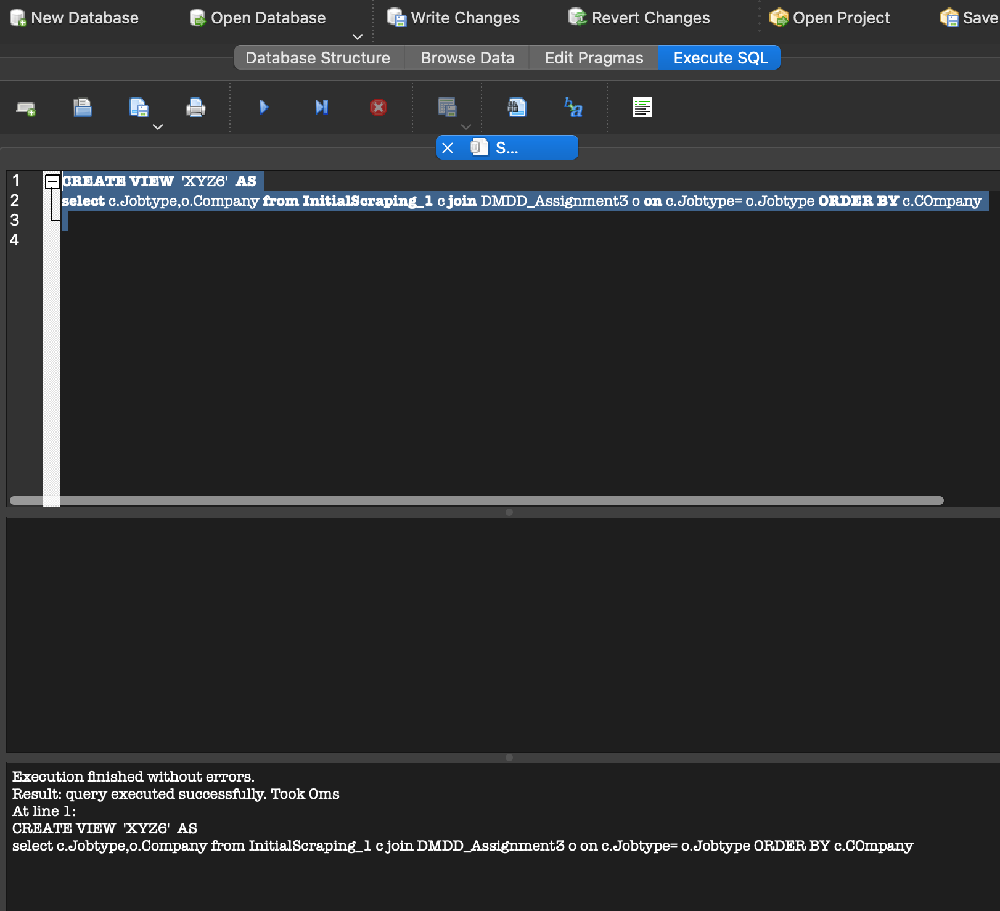 New Database Open Database Write Changes Revert Changes Open Project Save
Database Structure Browse Data Edit Pragmas Execute SQL
S...
1 CREATE VIEW 'XYZ6' AS
2 select c.Jobtype,o.Company from InitialScraping_1 c join DMDD_Assignment3 o on c.Jobtype= o.Jobtype ORDER BY c.COmpany
3
4
Execution finished without errors.
Result: query executed successfully. Took 0ms
At line 1:
CREATE VIEW 'XYZ6' AS
select c.Jobtype,o.Company from InitialScraping_1 c join DMDD_Assignment3 o on c.Jobtype= o.Jobtype ORDER BY c.COmpany